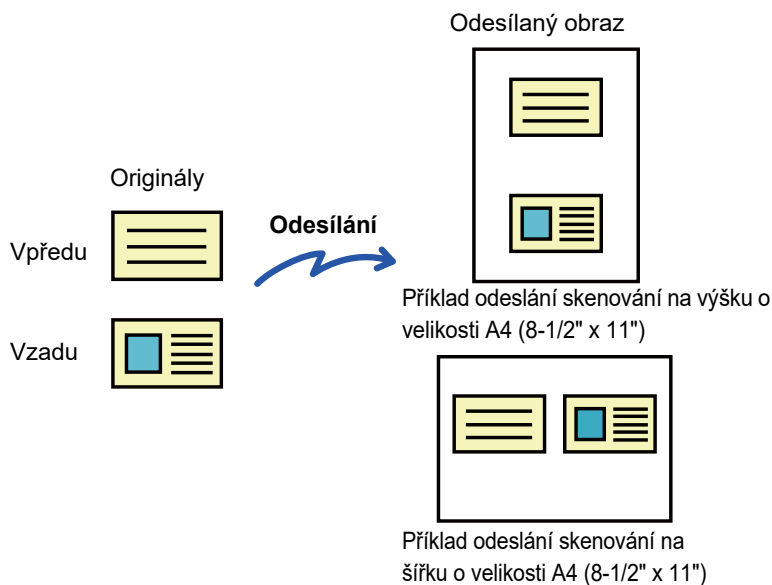 Odesílaný obraz
Originály
Vpředu
Odesílání
Vzadu
Příklad odeslání skenování na výšku o
velikosti A4 (8-1/2" x 11")
Příklad odeslání skenování na
šířku o velikosti A4 (8-1/2" x 11")